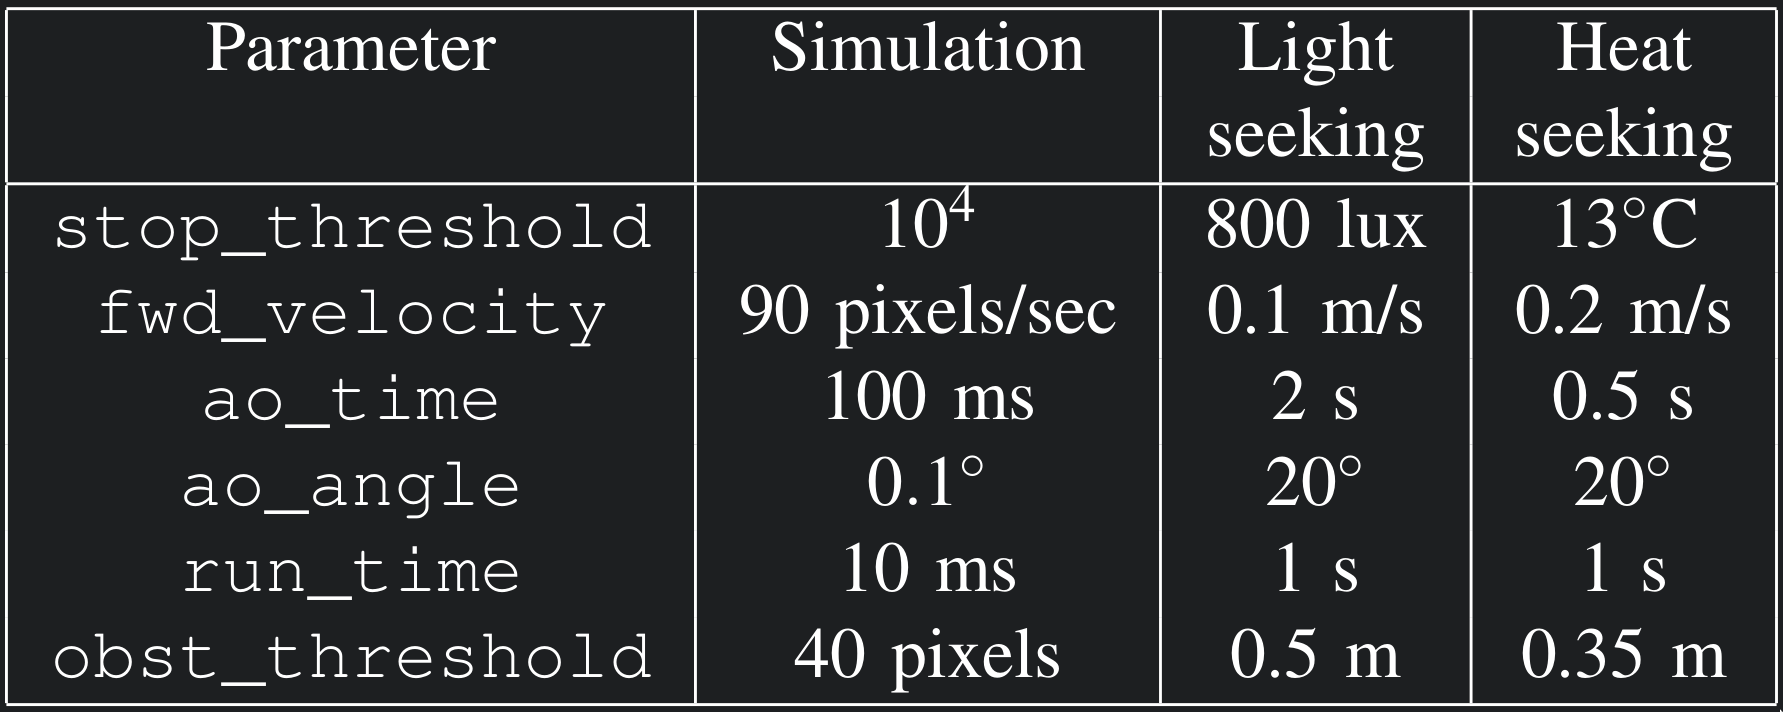 Parameter Simulation Light seeking Heat seeking
stop_threshold 10⁴ 800 lux 13°C
fwd_velocity 90 pixels/sec 0.1 m/s 0.2 m/s
ao_time 100 ms 2 s 0.5 s
ao_angle 0.1° 20° 20°
run_time 10 ms 1 s 1 s
obst_threshold 40 pixels 0.5 m 0.35 m